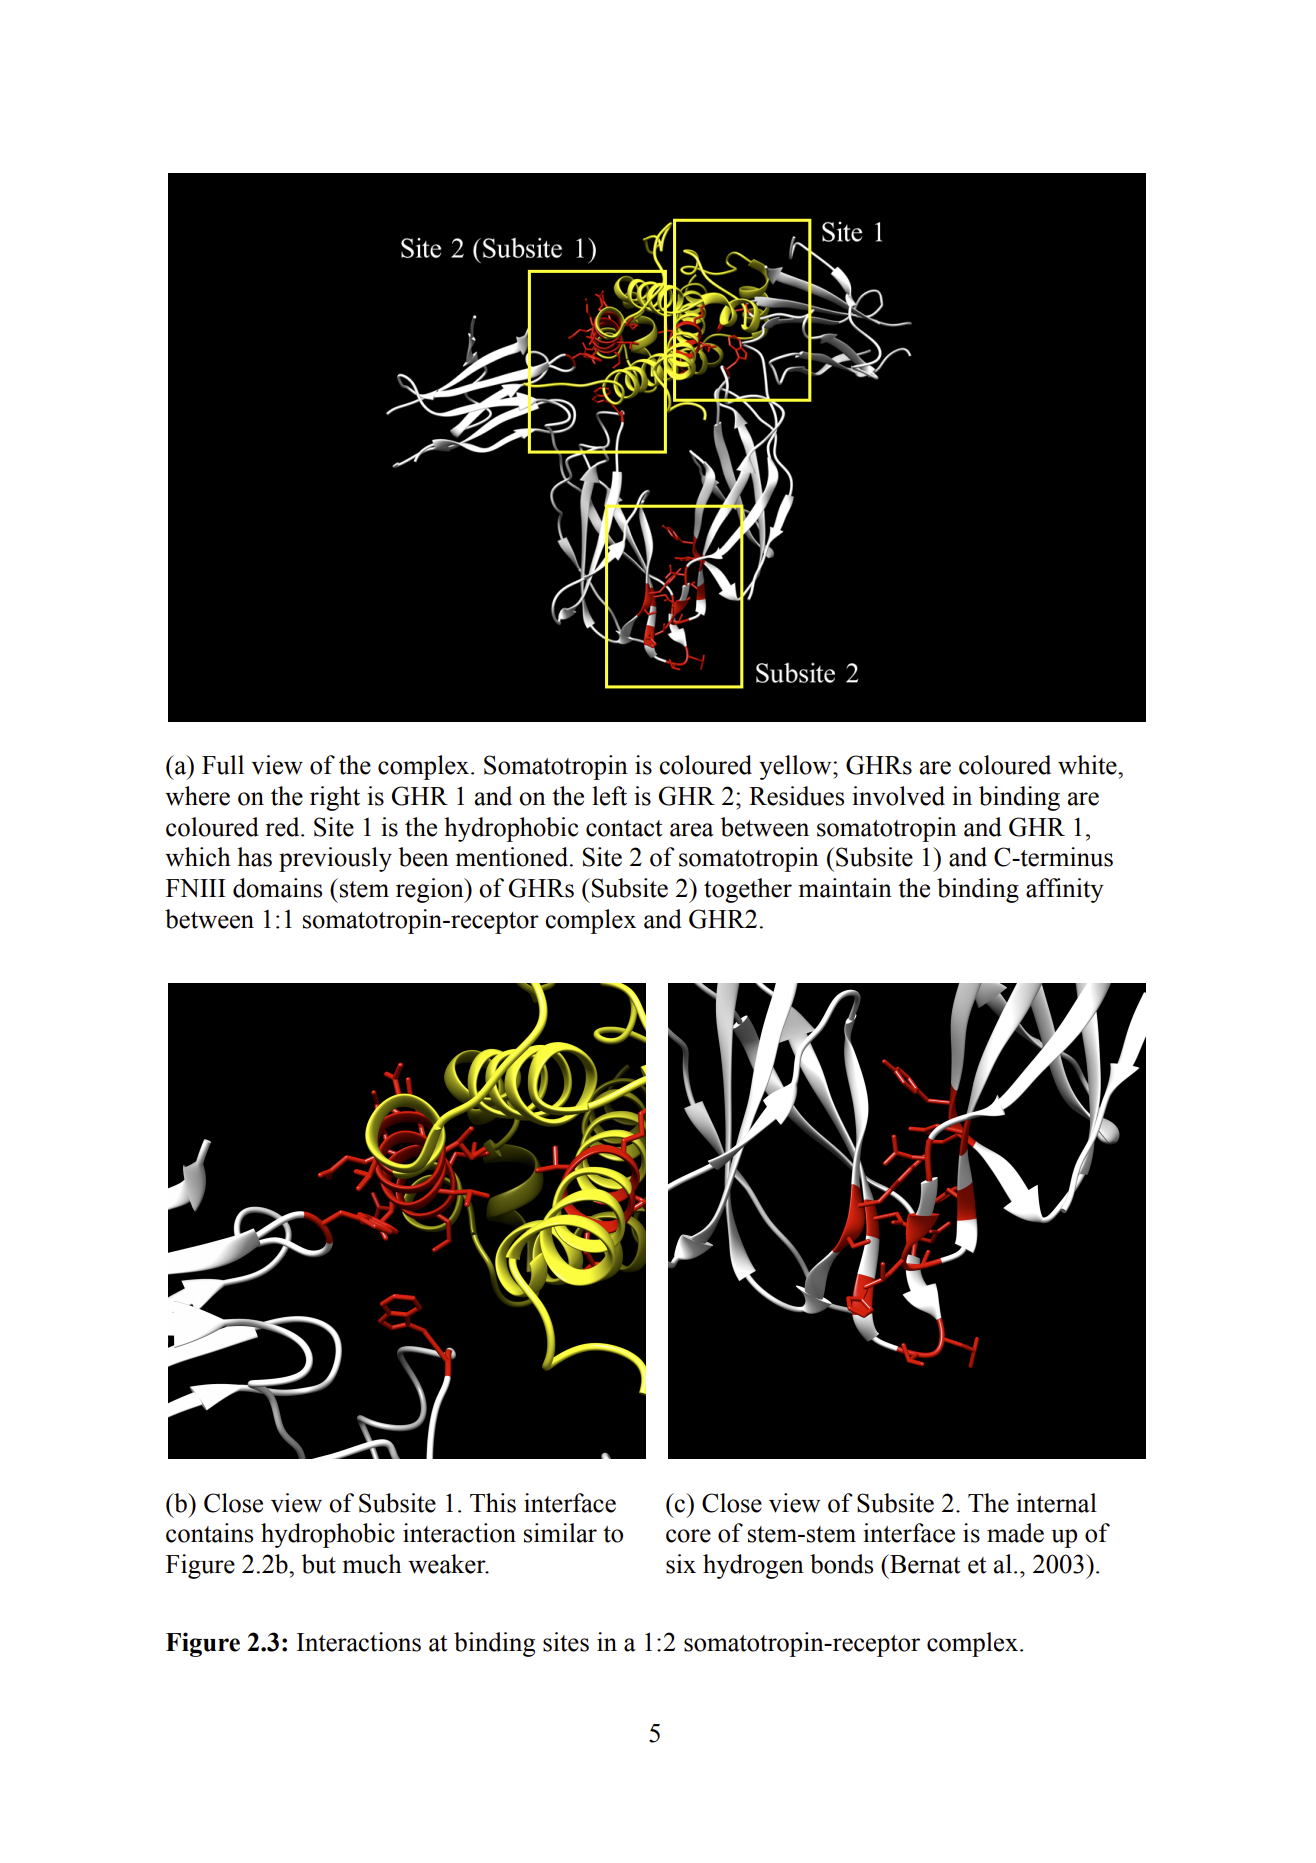 Site 2 (Subsite 1)
Site 1
Subsite 2
(a) Full view of the complex. Somatotropin is coloured yellow; GHRs are coloured white,
where on the right is GHR 1 and on the left is GHR 2; Residues involved in binding are
coloured red. Site 1 is the hydrophobic contact area between somatotropin and GHR 1,
which has previously been mentioned. Site 2 of somatotropin (Subsite 1) and C-terminus
FNIII domains (stem region) of GHRs (Subsite 2) together maintain the binding affinity
between 1:1 somatotropin-receptor complex and GHR2.
(b) Close view of Subsite 1. This interface
contains hydrophobic interaction similar to
Figure 2.2b, but much weaker.
(c) Close view of Subsite 2. The internal
core of stem-stem interface is made up of
six hydrogen bonds (Bernat et al., 2003).
Figure 2.3: Interactions at binding sites in a 1:2 somatotropin-receptor complex.
5